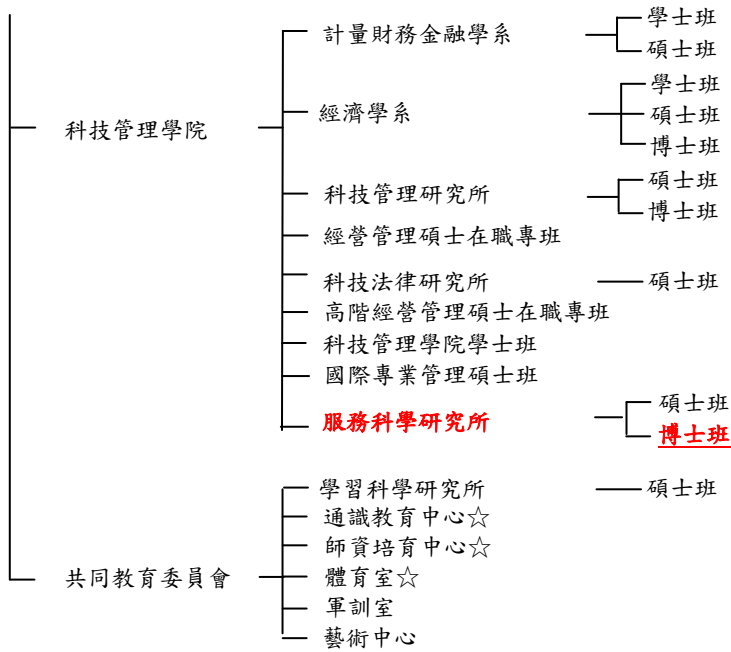 科技管理學院
計量財務金融學系
學士班
碩士班
經濟學系
學士班
碩士班
博士班
科技管理研究所
碩士班
博士班
經營管理碩士在職專班
科技法律研究所
碩士班
高階經營管理碩士在職專班
科技管理學院學士班
國際專業管理碩士班
服務科學研究所
碩士班
博士班
共同教育委員會
學習科學研究所
碩士班
通識教育中心☆
師資培育中心☆
體育室☆
軍訓室
藝術中心